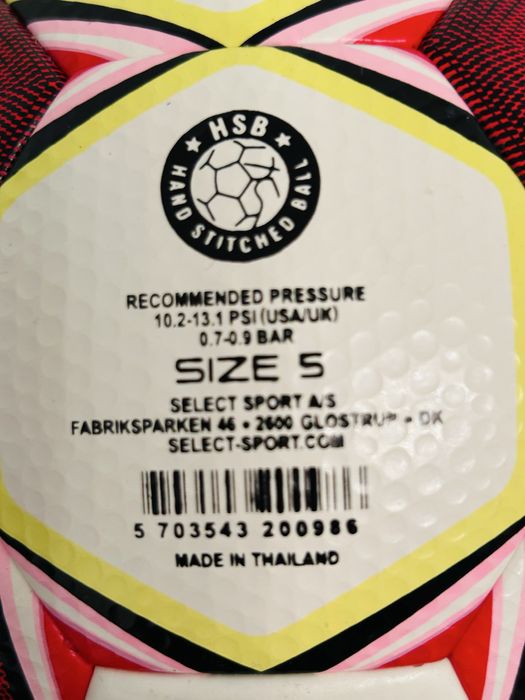 HSB
HAND STITCHED BALL
RECOMMENDED PRESSURE
10.2-13.1 PSI (USA/UK)
0.7-0.9 BAR
SIZE 5
SELECT SPORT A/S
FABRIKSPARKEN 46 • 2600 GLOSTRUP • DK
SELECT-SPORT.COM
5 703543 200986
MADE IN THAILAND